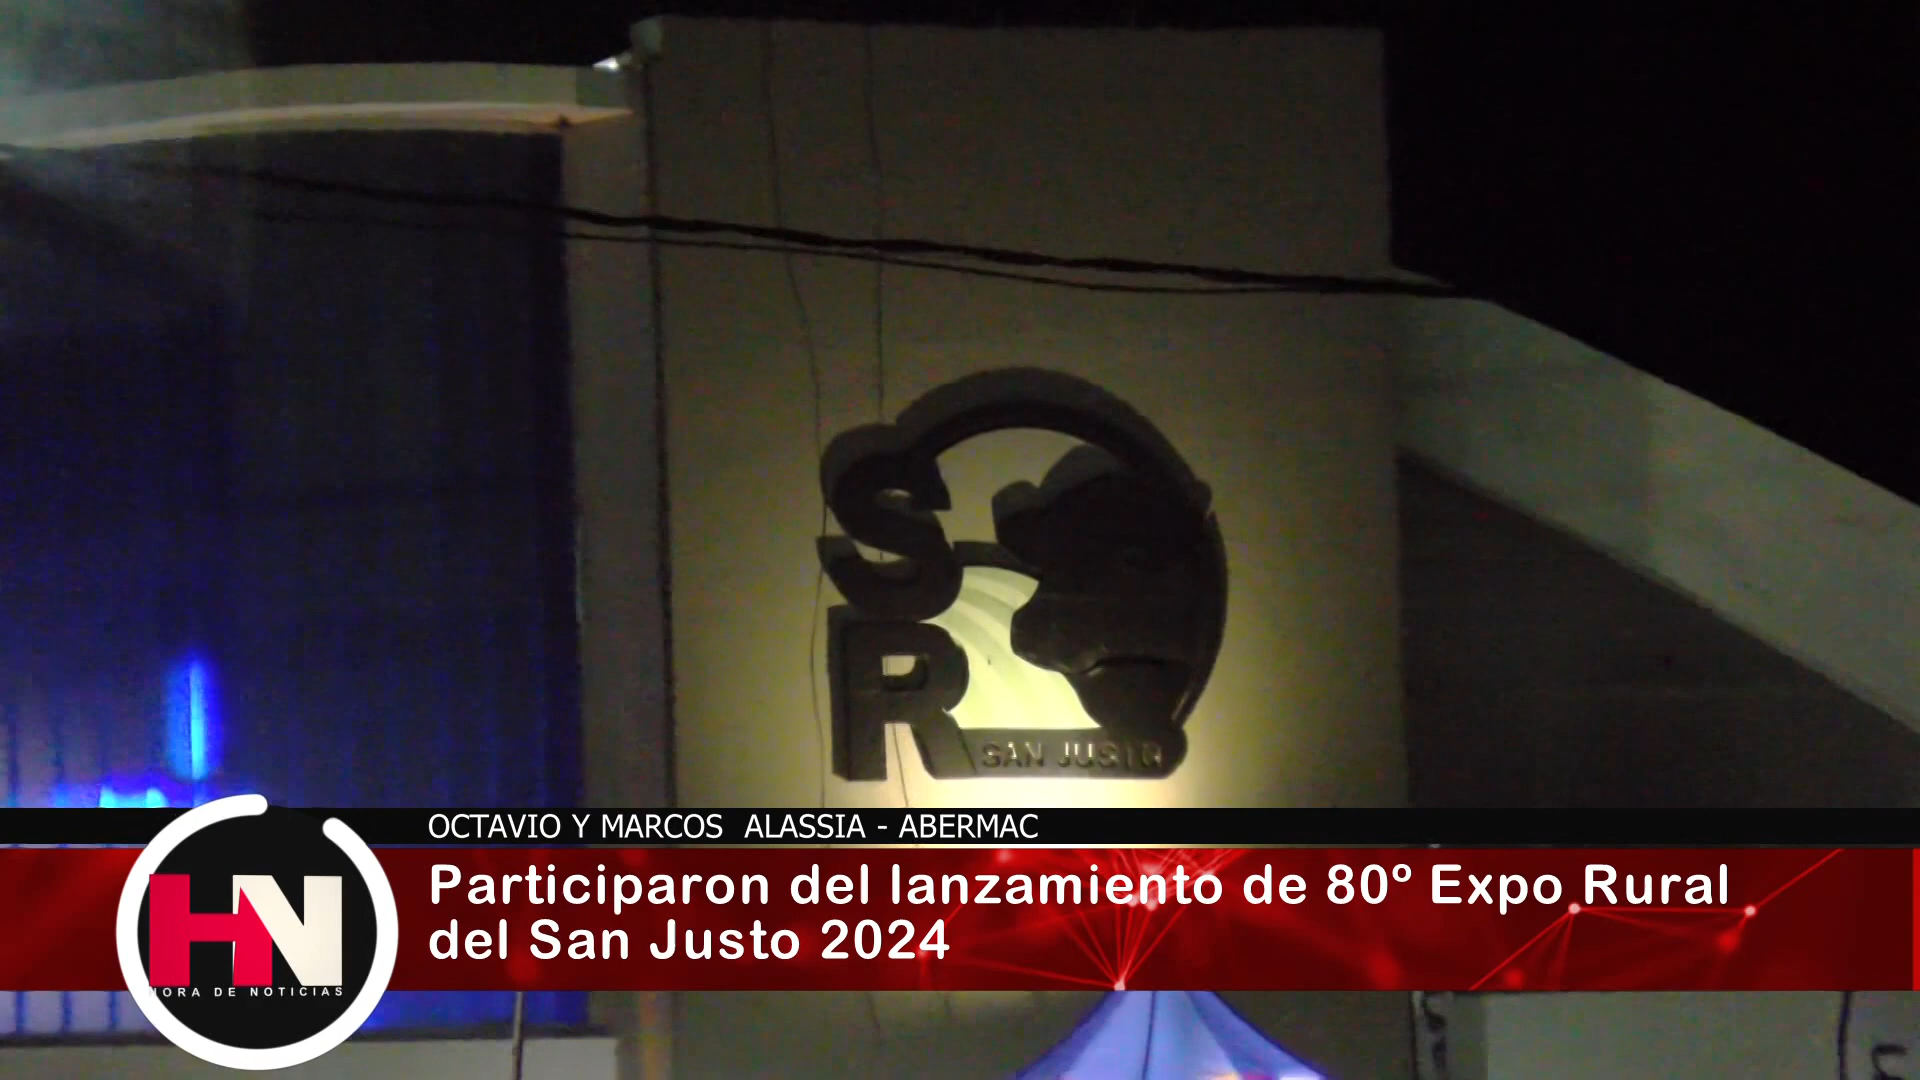 SR
SAN JUSTO
OCTAVIO Y MARCOS ALASSIA - ABERMAC
Participaron del lanzamiento de 80º Expo Rural
del San Justo 2024
HN
HORA DE NOTICIAS